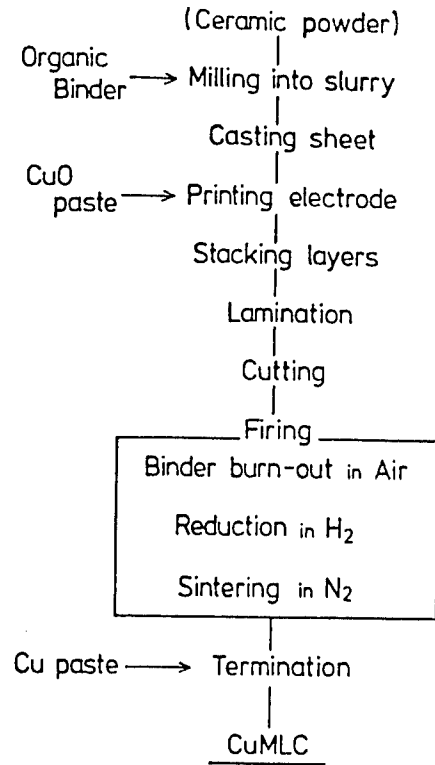 (Ceramic powder)
Organic
Binder
Milling into slurry
Casting sheet
CuO
paste
Printing electrode
Stacking layers
Lamination
Cutting
Firing
Binder burn-out in Air
Reduction in H₂
Sintering in N₂
Cu paste
Termination
CuMLC